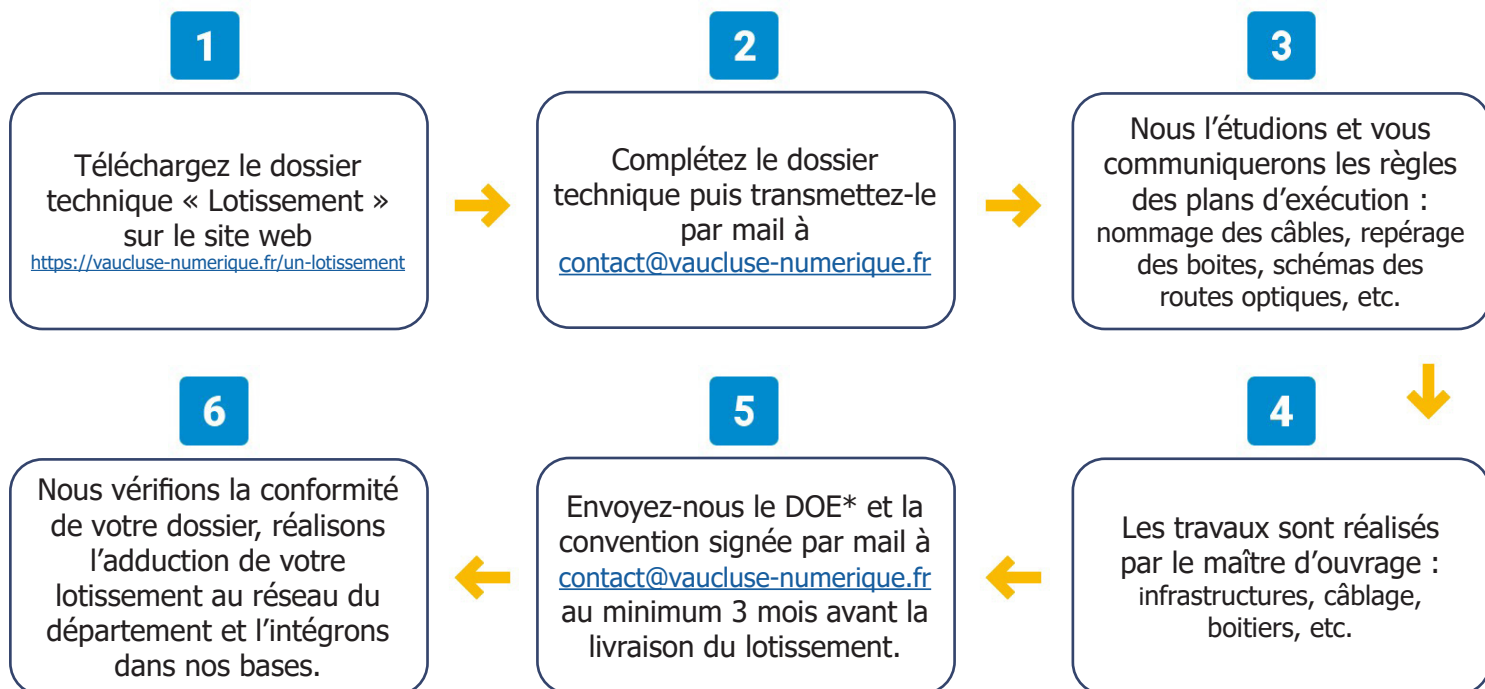 1
Téléchargez le dossier
technique « Lotissement »
sur le site web
https://vaucluse-numerique.fr/un-lotissement
2
Complétez le dossier
technique puis transmettez-le
par mail à
contact@vaucluse-numerique.fr
3
Nous l’étudions et vous
communiquerons les règles
des plans d’exécution :
nommage des câbles, repérage
des boites, schémas des
routes optiques, etc.
4
Les travaux sont réalisés
par le maître d’ouvrage :
infrastructures, câblage,
boitiers, etc.
5
Envoyez-nous le DOE* et la
convention signée par mail à
contact@vaucluse-numerique.fr
au minimum 3 mois avant la
livraison du lotissement.
6
Nous vérifions la conformité
de votre dossier, réalisons
l’adduction de votre
lotissement au réseau du
département et l’intégrons
dans nos bases.